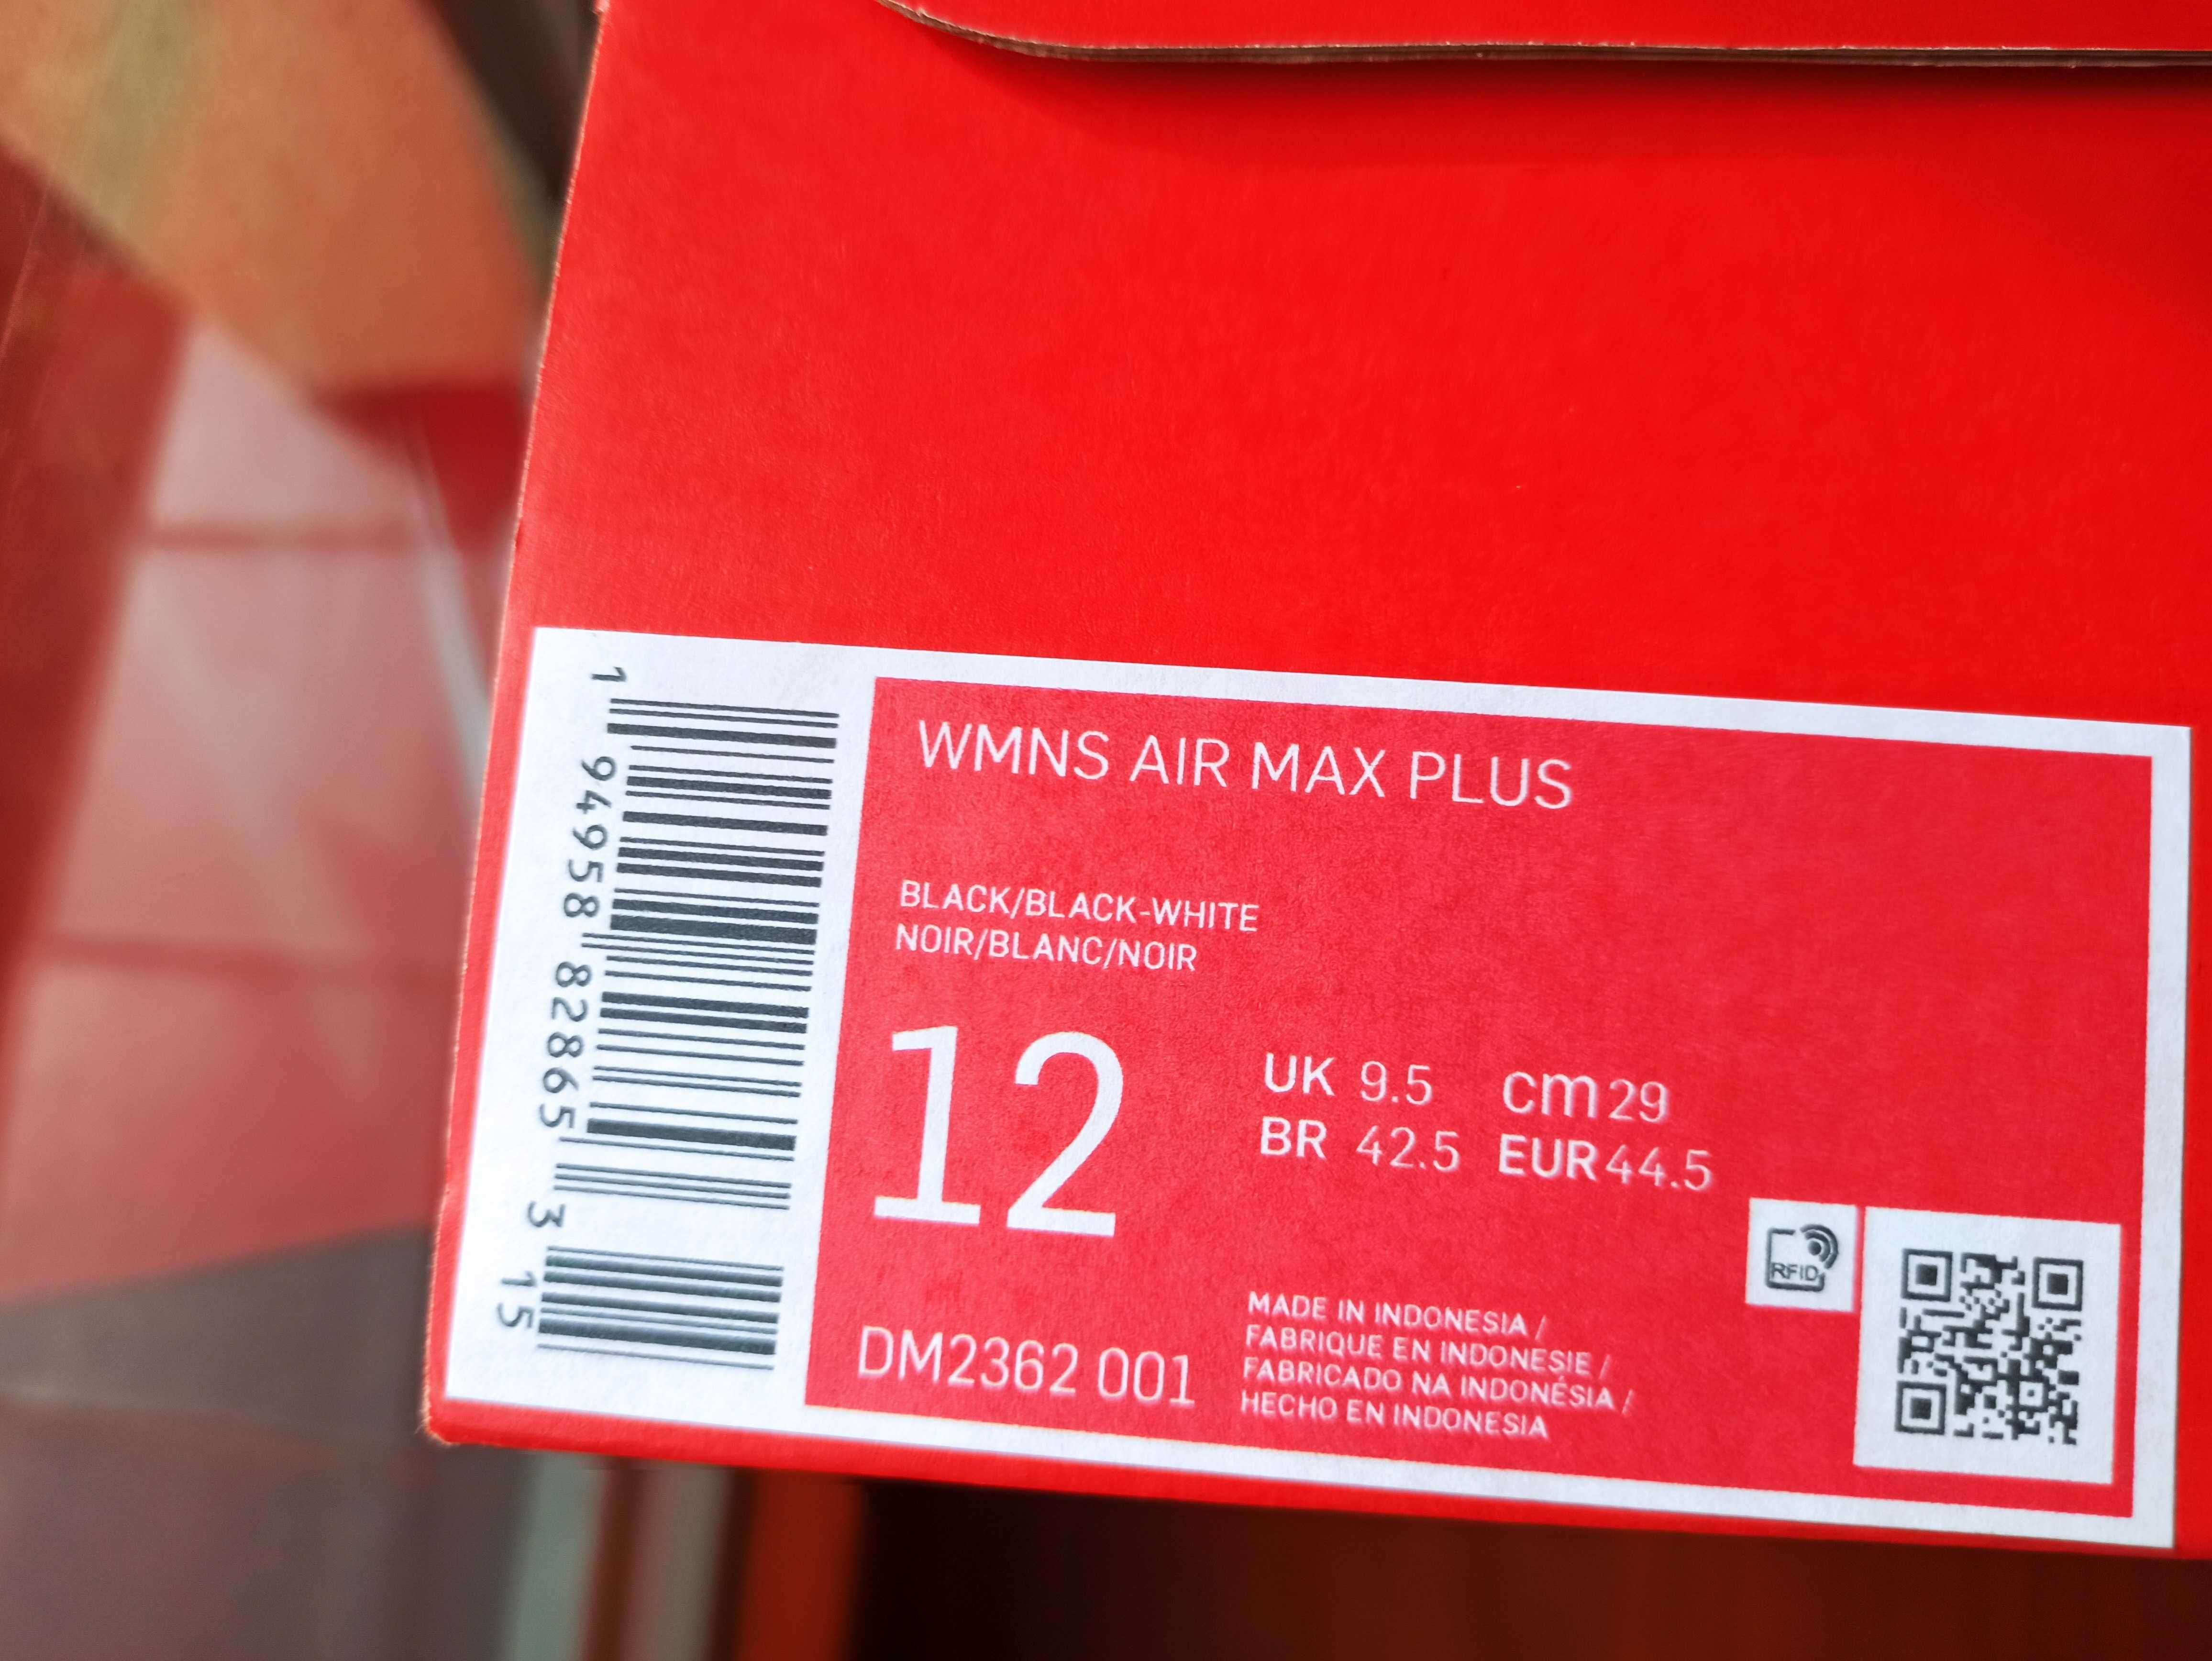 1 94958 82865 3 15
WMNS AIR MAX PLUS
BLACK/BLACK-WHITE
NOIR/BLANC/NOIR
12
UK 9.5 cm 29
BR 42.5 EUR 44.5
RFID
DM2362 001
MADE IN INDONESIA /
FABRIQUE EN INDONESIE /
FABRICADO NA INDONÉSIA /
HECHO EN INDONESIA